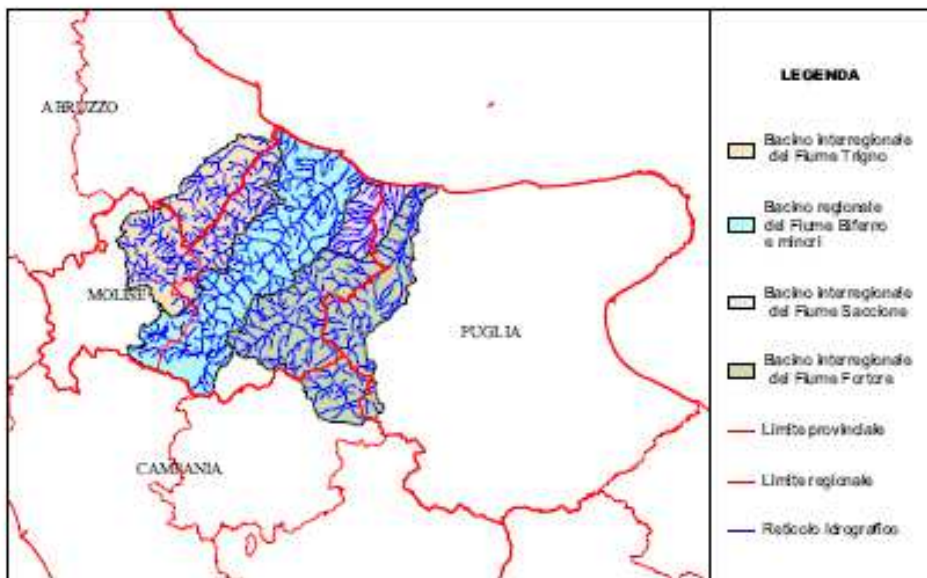 ABRUZZO
MOLISE
PUGLIA
CAMPANIA
LEGENDA
Bacino interregionale
del Fiume Trigno
Bacino regionale
del Fiume Biferno
e minori
Bacino interregionale
del Fiume Saccione
Bacino interregionale
del Fiume Fortore
Limite provinciale
Limite regionale
Reticolo Idrografico